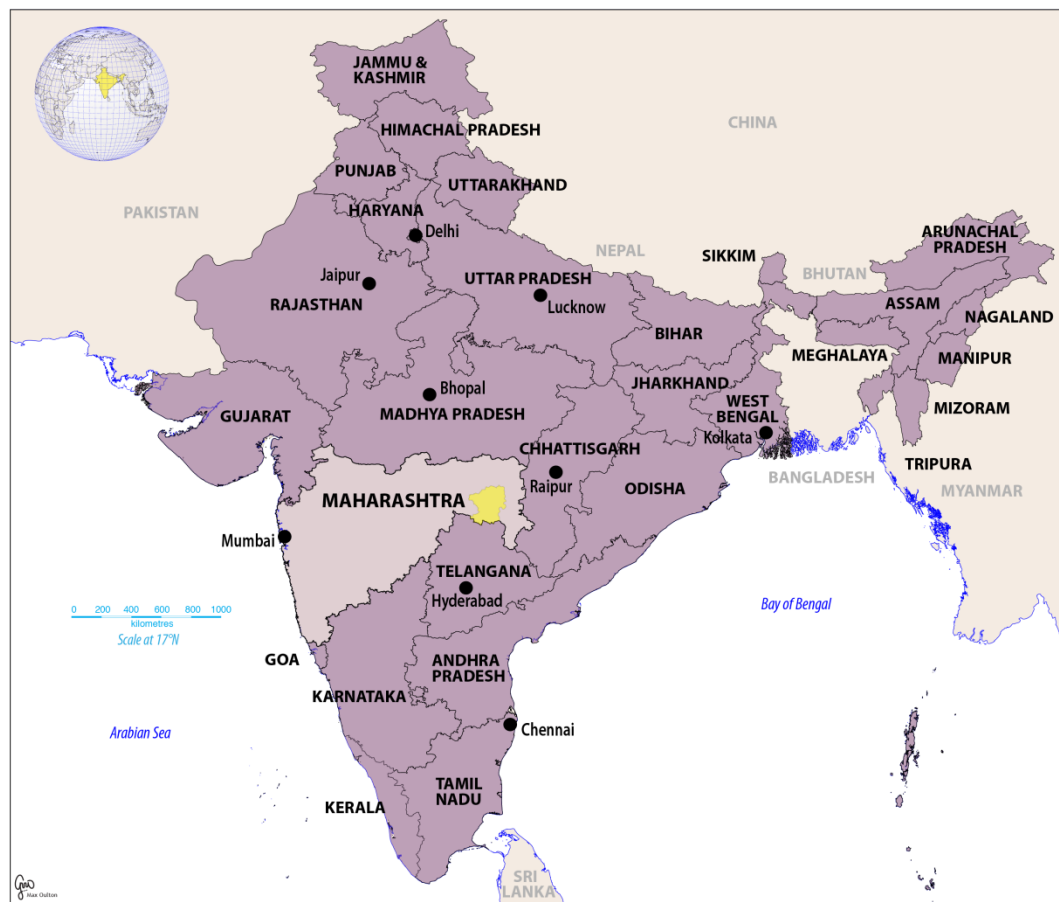 JAMMU &
KASHMIR
HIMACHAL PRADESH
CHINA
PUNJAB
UTTARAKHAND
PAKISTAN
HARYANA
Delhi
NEPAL
SIKKIM
ARUNACHAL
PRADESH
BHUTAN
Jaipur
RAJASTHAN
UTTAR PRADESH
Lucknow
ASSAM
NAGALAND
BIHAR
MEGHALAYA
MANIPUR
Bhopal
MADHYA PRADESH
JHARKHAND
WEST
BENGAL
Kolkata
MIZORAM
GUJARAT
CHHATTISGARH
Raipur
ODISHA
BANGLADESH
TRIPURA
MYANMAR
MAHARASHTRA
Mumbai
TELANGANA
Hyderabad
0 200 400 600 800 1000
kilometres
Scale at 17°N
Bay of Bengal
GOA
ANDHRA
PRADESH
KARNATAKA
Chennai
Arabian Sea
TAMIL
NADU
KERALA
SRI
LANKA
Max Oulton